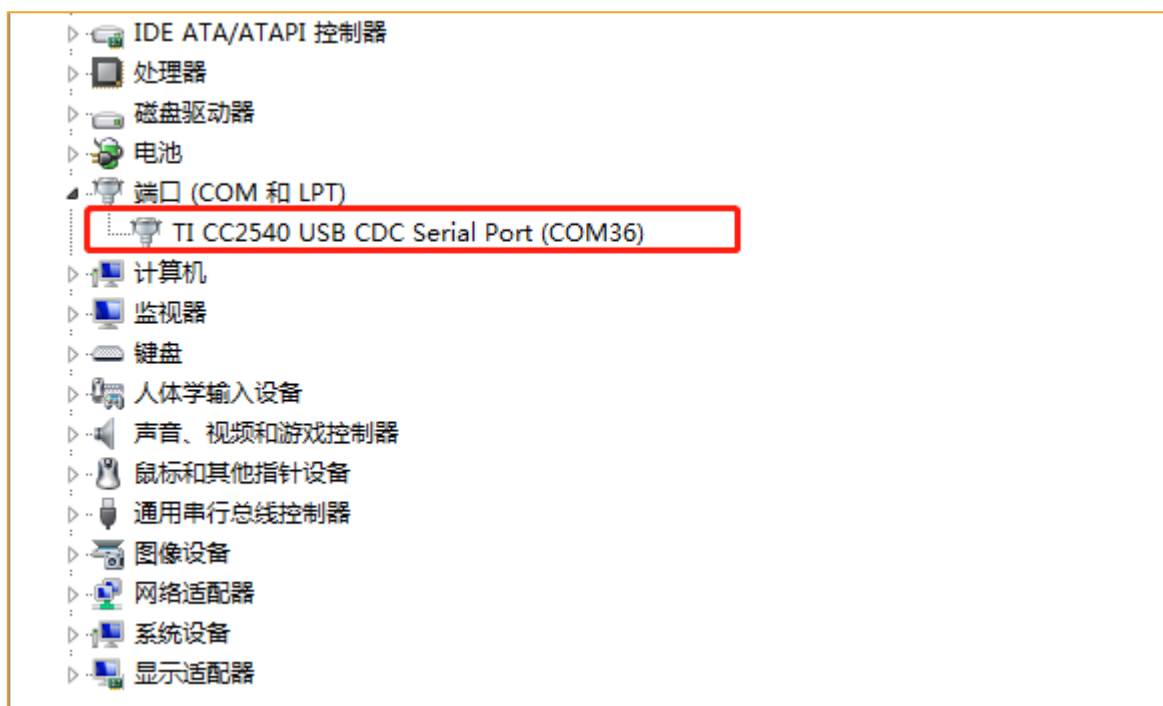 IDE ATA/ATAPI 控制器
处理器
磁盘驱动器
电池
端口 (COM 和 LPT)
TI CC2540 USB CDC Serial Port (COM36)
计算机
监视器
键盘
人体学输入设备
声音、视频和游戏控制器
鼠标和其他指针设备
通用串行总线控制器
图像设备
网络适配器
系统设备
显示适配器